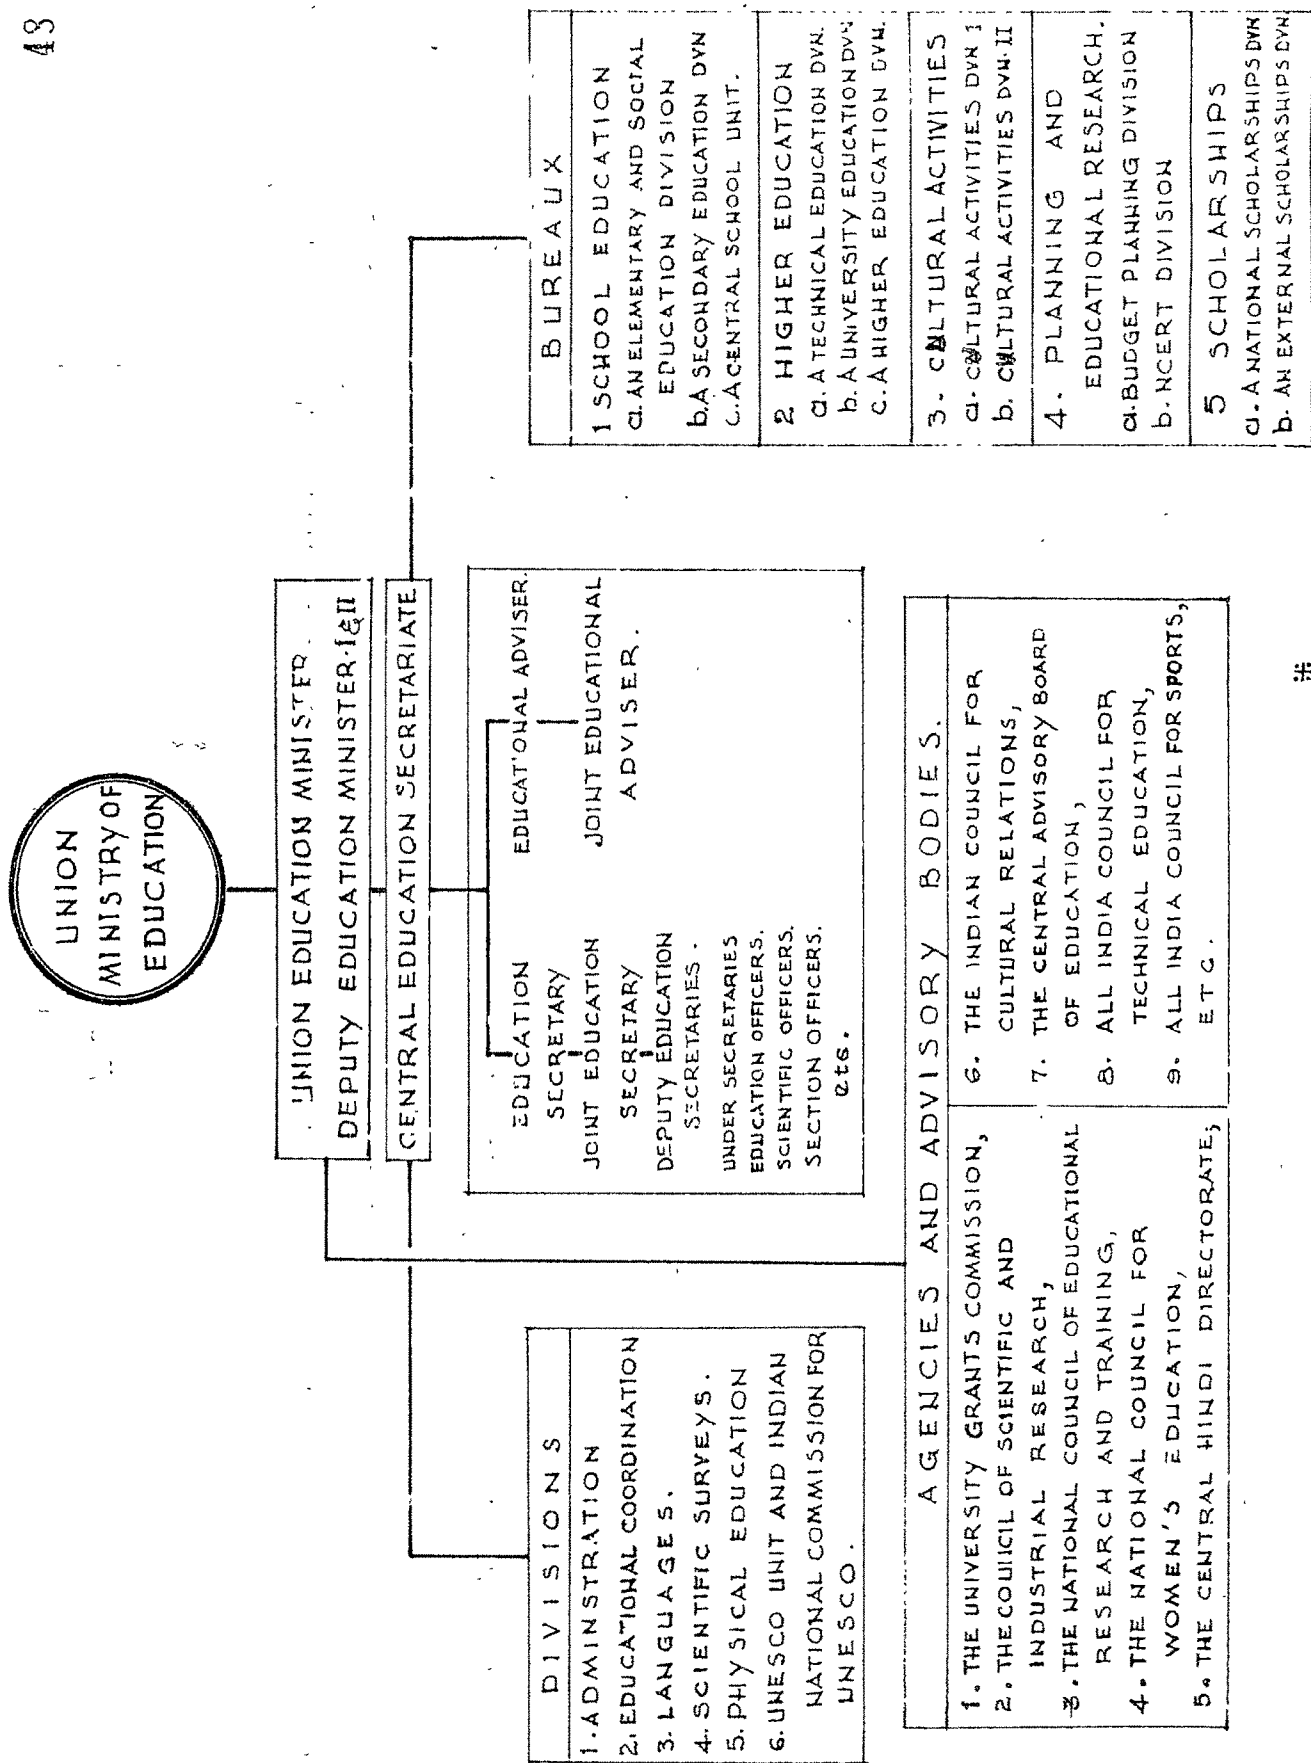 43
UNION
MINISTRY OF
EDUCATION
UNION EDUCATION MINISTER.
DEPUTY EDUCATION MINISTER·I&II
CENTRAL EDUCATION SECRETARIATE
EDUCATION
SECRETARY
JOINT EDUCATION
SECRETARY
DEPUTY EDUCATION
SECRETARIES.
UNDER SECRETARIES
EDUCATION OFFICERS.
SCIENTIFIC OFFICERS.
SECTION OFFICERS.
etc.
EDUCATIONAL ADVISER.
JOINT EDUCATIONAL
ADVISER.
DIVISIONS
1. ADMINSTRATION
2. EDUCATIONAL COORDINATION
3. LANGUAGES.
4. SCIENTIFIC SURVEYS.
5. PHYSICAL EDUCATION
6. UNESCO UNIT AND INDIAN
NATIONAL COMMISSION FOR
UNESCO.
BUREAUX
1 SCHOOL EDUCATION
a. AN ELEMENTARY AND SOCIAL
EDUCATION DIVISION
b. A SECONDARY EDUCATION DVN
c. A CENTRAL SCHOOL UNIT.
2 HIGHER EDUCATION
a. A TECHNICAL EDUCATION DVN.
b. A UNIVERSITY EDUCATION DVN
c. A HIGHER EDUCATION DVN.
3. CULTURAL ACTIVITIES
a. CULTURAL ACTIVITIES DVN I
b. CULTURAL ACTIVITIES DVN·II
4. PLANNING AND
EDUCATIONAL RESEARCH.
a. BUDGET PLANNING DIVISION
b. NCERT DIVISION
5 SCHOLARSHIPS
a. A NATIONAL SCHOLARSHIPS DVN
b. AN EXTERNAL SCHOLARSHIPS DVN.
AGENCIES AND ADVISORY BODIES.
1. THE UNIVERSITY GRANTS COMMISSION,
2. THE COUICIL OF SCIENTIFIC AND
INDUSTRIAL RESEARCH,
3. THE NATIONAL COUNCIL OF EDUCATIONAL
RESEARCH AND TRAINING,
4. THE NATIONAL COUNCIL FOR
WOMEN'S EDUCATION,
5. THE CENTRAL HINDI DIRECTORATE,
6. THE INDIAN COUNCIL FOR
CULTURAL RELATIONS,
7. THE CENTRAL ADVISORY BOARD
OF EDUCATION,
8. ALL INDIA COUNCIL FOR
TECHNICAL EDUCATION,
9. ALL INDIA COUNCIL FOR SPORTS,
ETC.
#